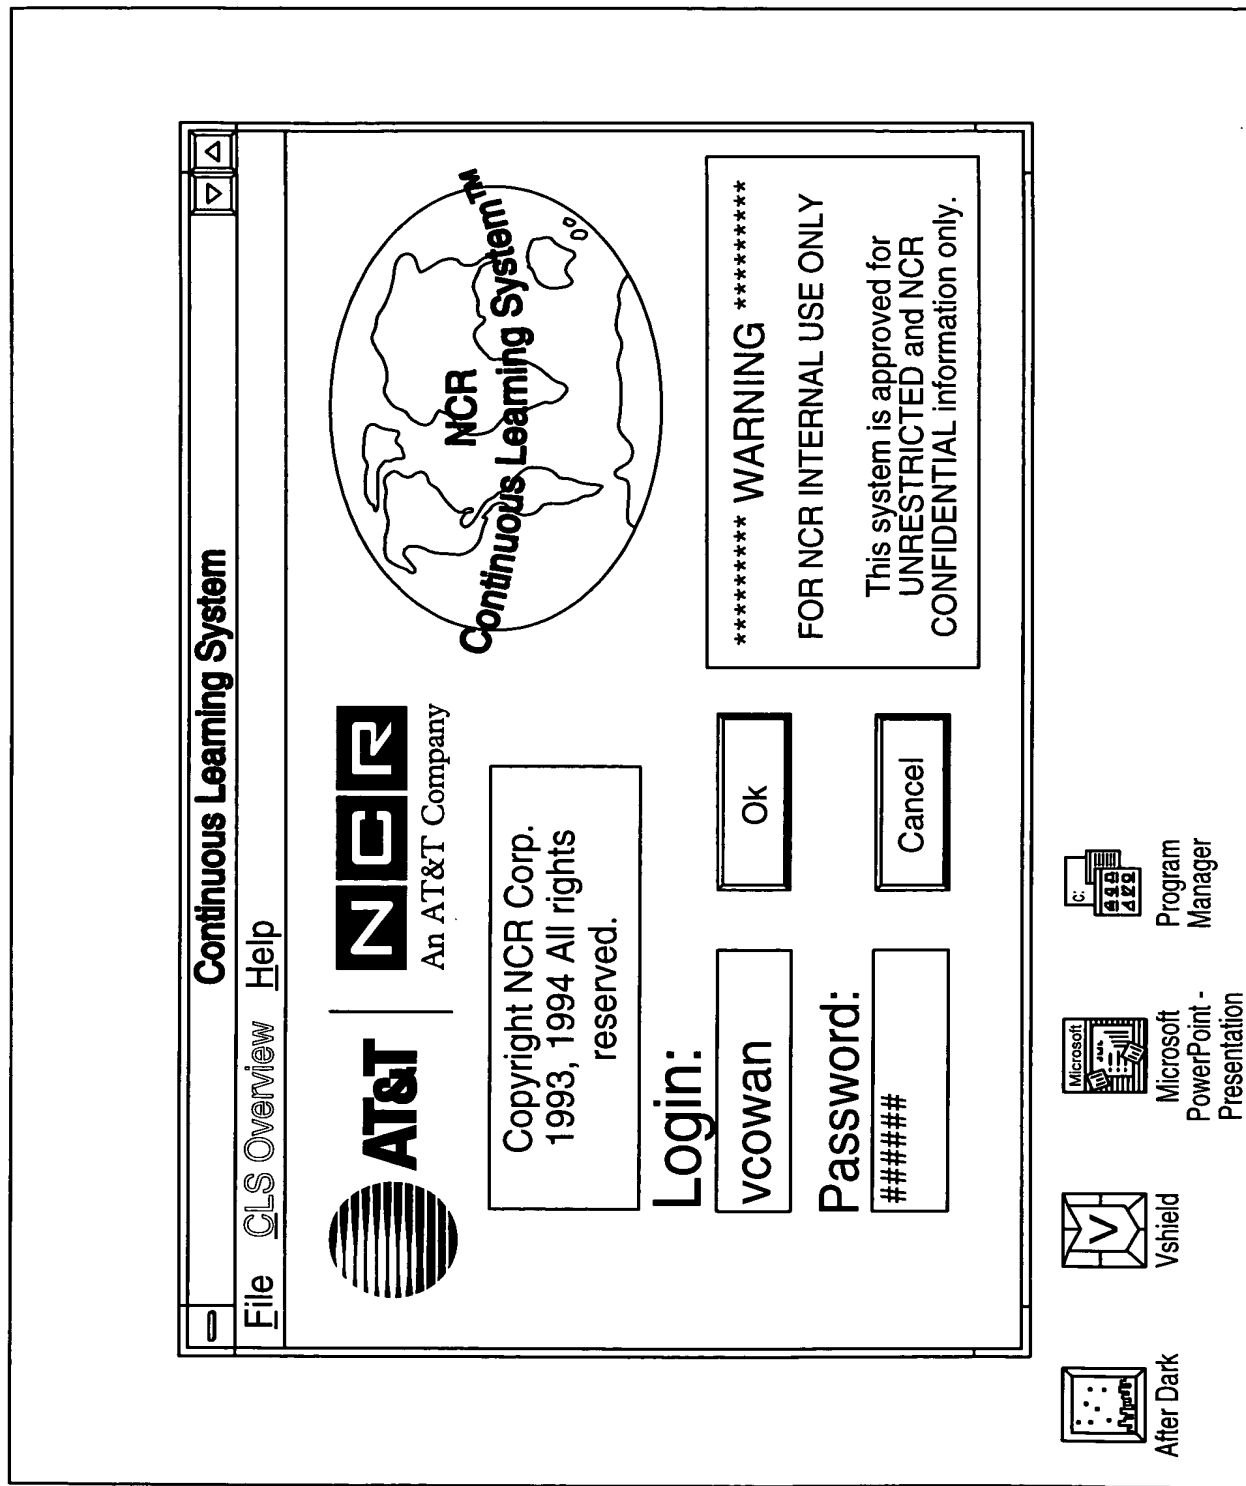 Continuous Learning System
File CLS Overview Help
AT&T
NCR
An AT&T Company
NCR
Continuous Learning System™
Copyright NCR Corp.
1993, 1994 All rights
reserved.
Login:
vcowan
Ok
Password:
######
Cancel
********* WARNING *********
FOR NCR INTERNAL USE ONLY
This system is approved for
UNRESTRICTED and NCR
CONFIDENTIAL information only.
After Dark
V
Vshield
Microsoft
Microsoft
PowerPoint -
Presentation
c:
Program
Manager